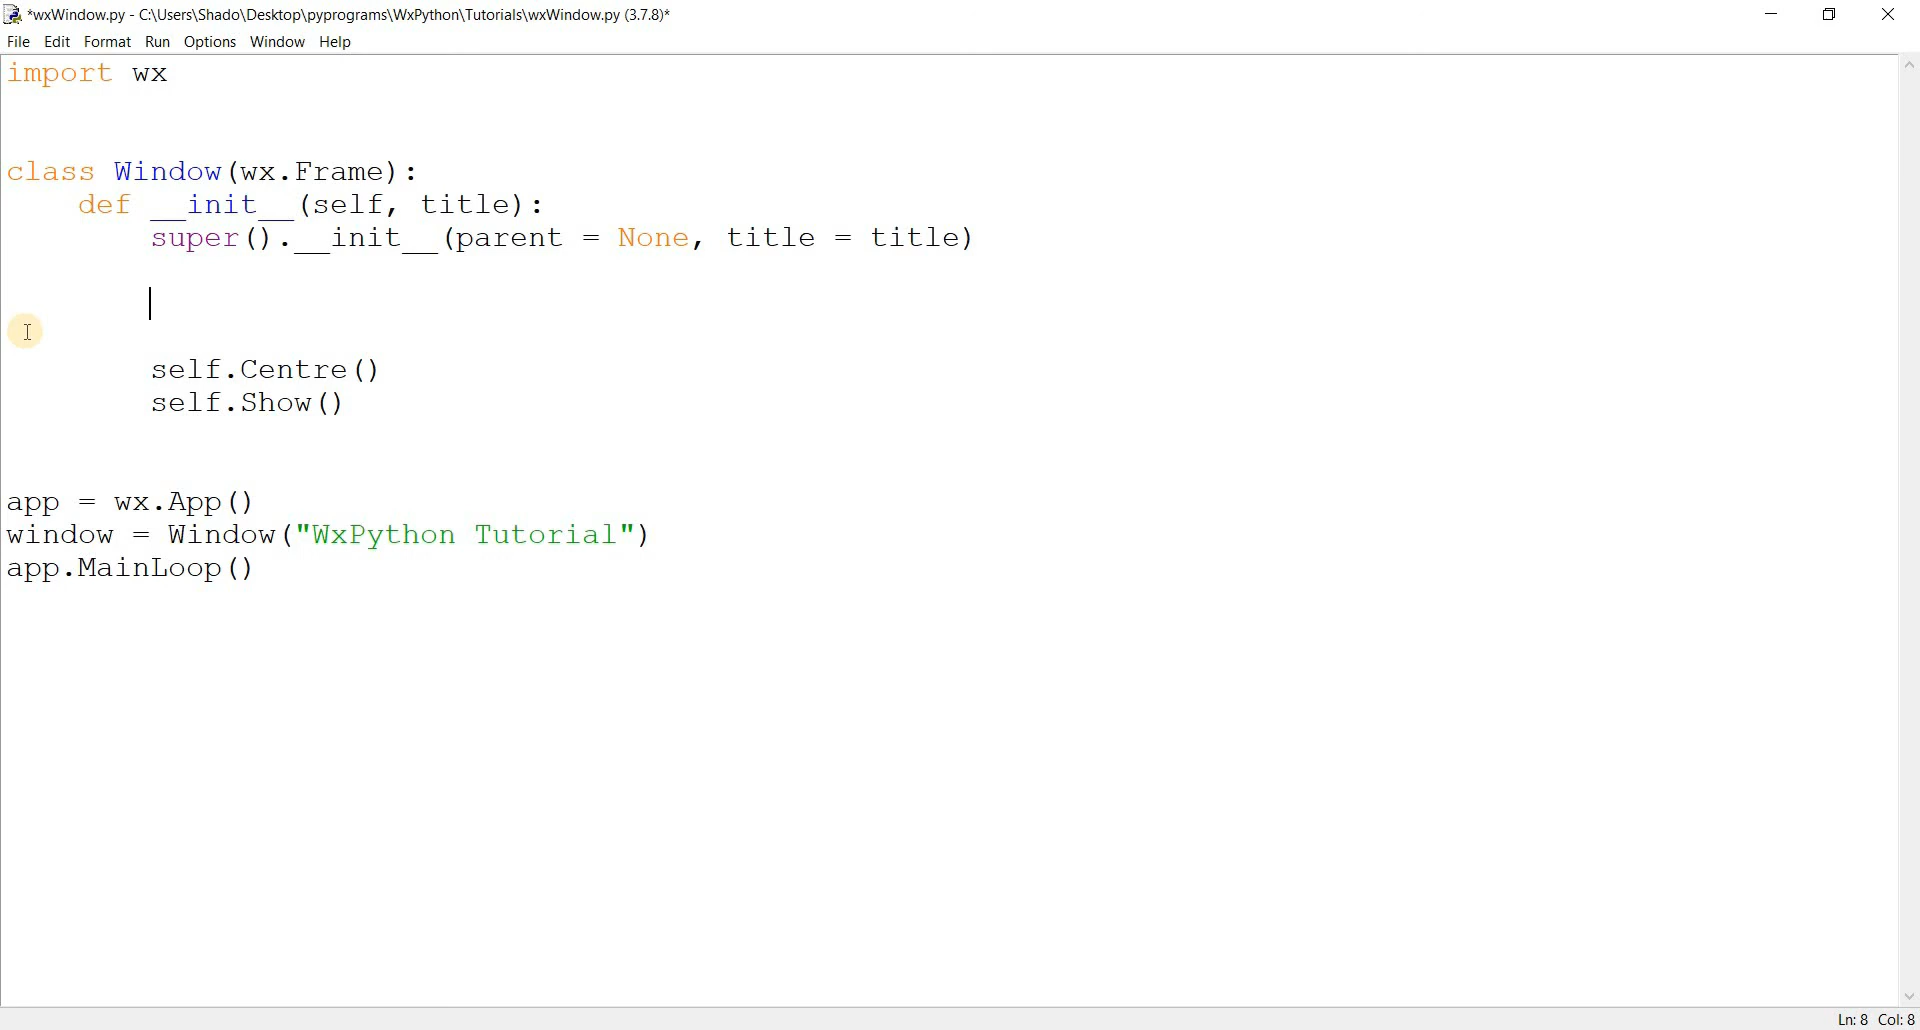 *wxWindow.py - C:\Users\Shado\Desktop\pyprograms\WxPython\Tutorials\wxWindow.py (3.7.8)*
File Edit Format Run Options Window Help
import wx
class Window(wx.Frame):
    def __init__(self, title):
        super().__init__(parent = None, title = title)
        self.Centre()
        self.Show()
app = wx.App()
window = Window("WxPython Tutorial")
app.MainLoop()
Ln: 8 Col: 8